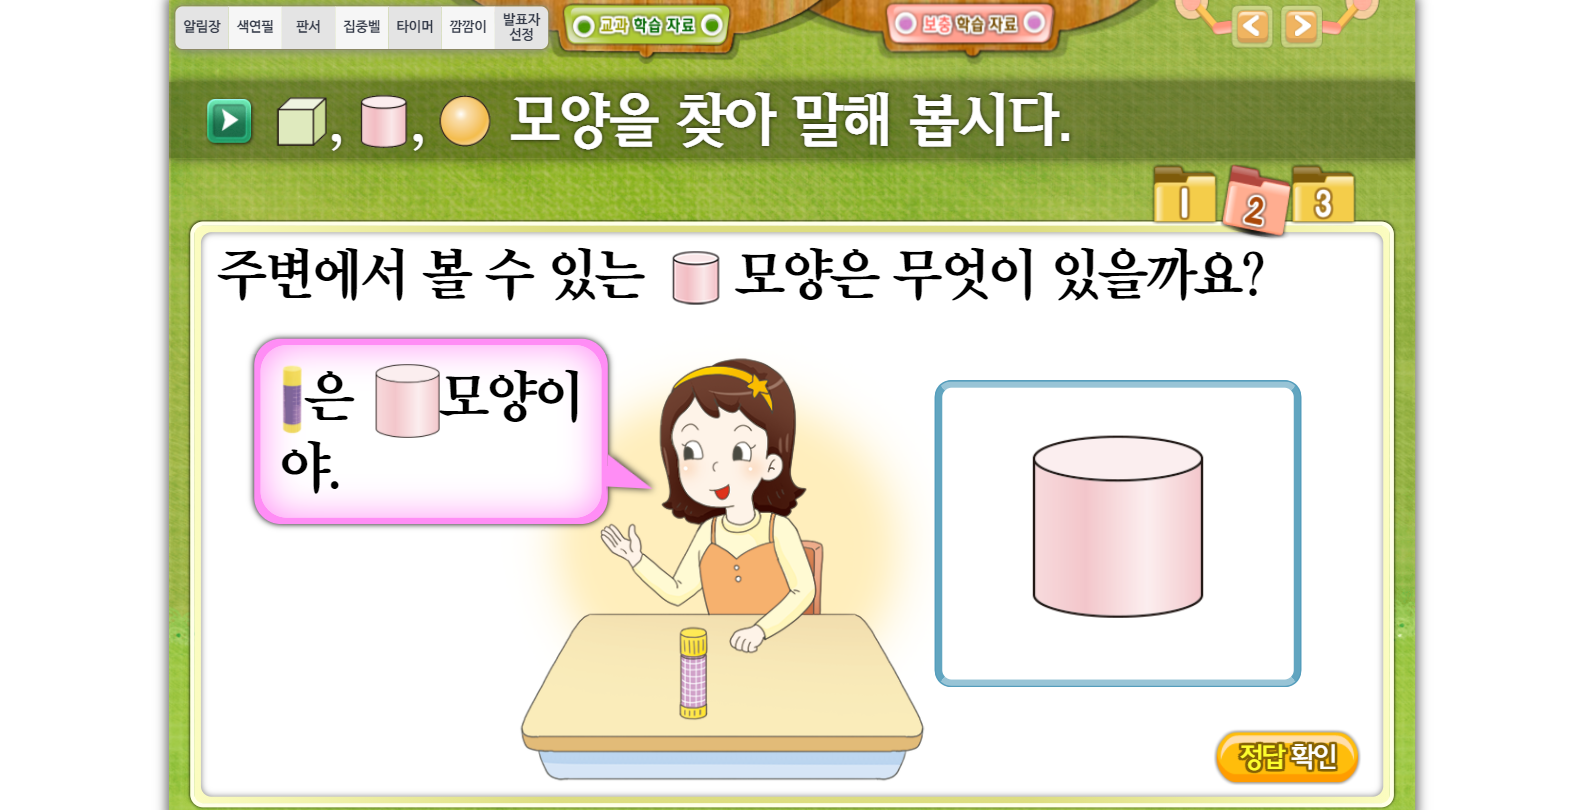 알림장 색연필 판서 집중벨 타이머 깜깜이 발표자 선정
교과 학습 자료
보충 학습 자료
, , 모양을 찾아 말해 봅시다.
1 2 3
주변에서 볼 수 있는 모양은 무엇이 있을까요?
은 모양이
야.
정답 확인